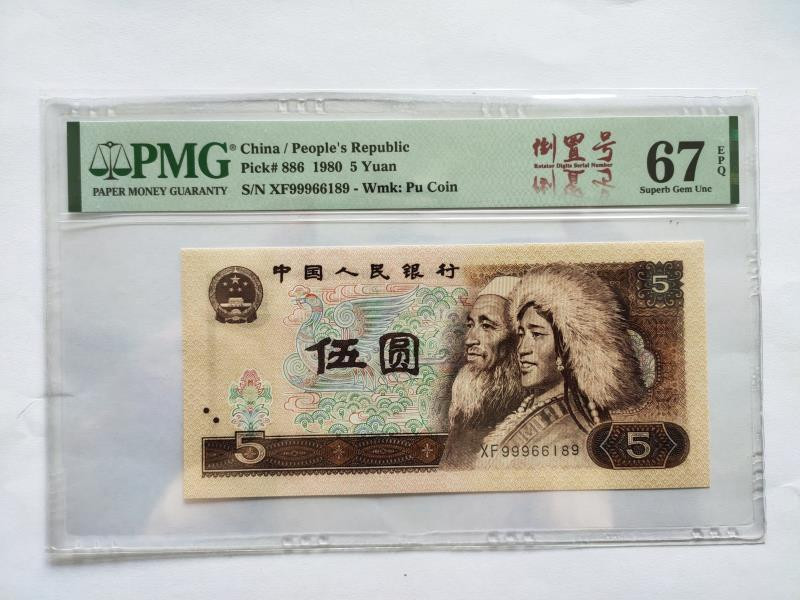 PMG®
PAPER MONEY GUARANTY
China / People's Republic
Pick# 886 1980 5 Yuan
S/N XF99966189 - Wmk: Pu Coin
倒置号
Rotator Digits Serial Number
67
EPQ
Superb Gem Unc
中国人民银行
5
伍圆
5
XF99966189
5